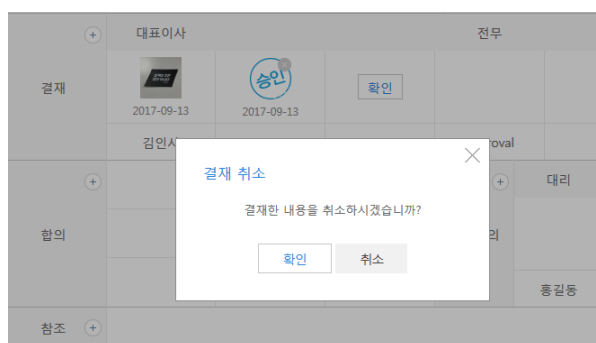 대표이사 전무
결재
승인
확인
2017-09-13 2017-09-13
김인사
roval
결재 취소
결재한 내용을 취소하시겠습니까?
확인 취소
대리
합의
의
홍길동
참조